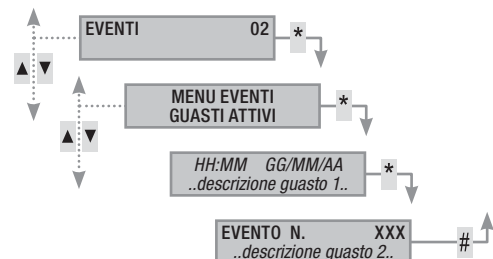 EVENTI 02 *
▲ ▼
MENU EVENTI *
GUASTI ATTIVI
▲ ▼
HH:MM GG/MM/AA *
..descrizione guasto 1..
EVENTO N. XXX #
..descrizione guasto 2..